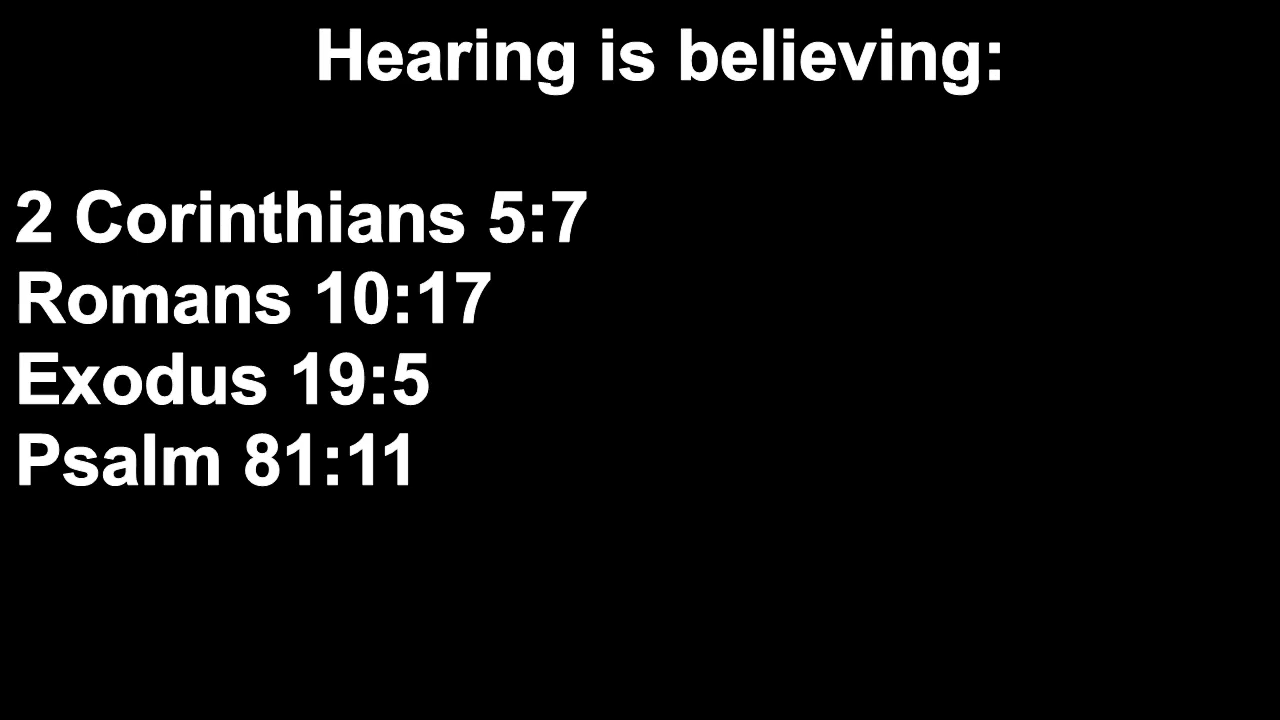 Hearing is believing:
2 Corinthians 5:7
Romans 10:17
Exodus 19:5
Psalm 81:11